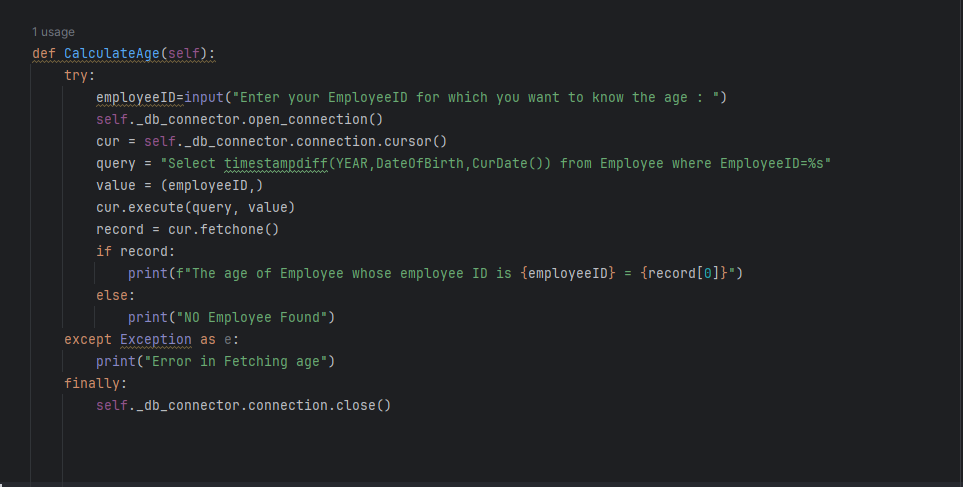 1 usage
def CalculateAge(self):
    try:
        employeeID=input("Enter your EmployeeID for which you want to know the age : ")
        self._db_connector.open_connection()
        cur = self._db_connector.connection.cursor()
        query = "Select timestampdiff(YEAR,DateOfBirth,CurDate()) from Employee where EmployeeID=%s"
        value = (employeeID,)
        cur.execute(query, value)
        record = cur.fetchone()
        if record:
            print(f"The age of Employee whose employee ID is {employeeID} = {record[0]}")
        else:
            print("NO Employee Found")
    except Exception as e:
        print("Error in Fetching age")
    finally:
        self._db_connector.connection.close()